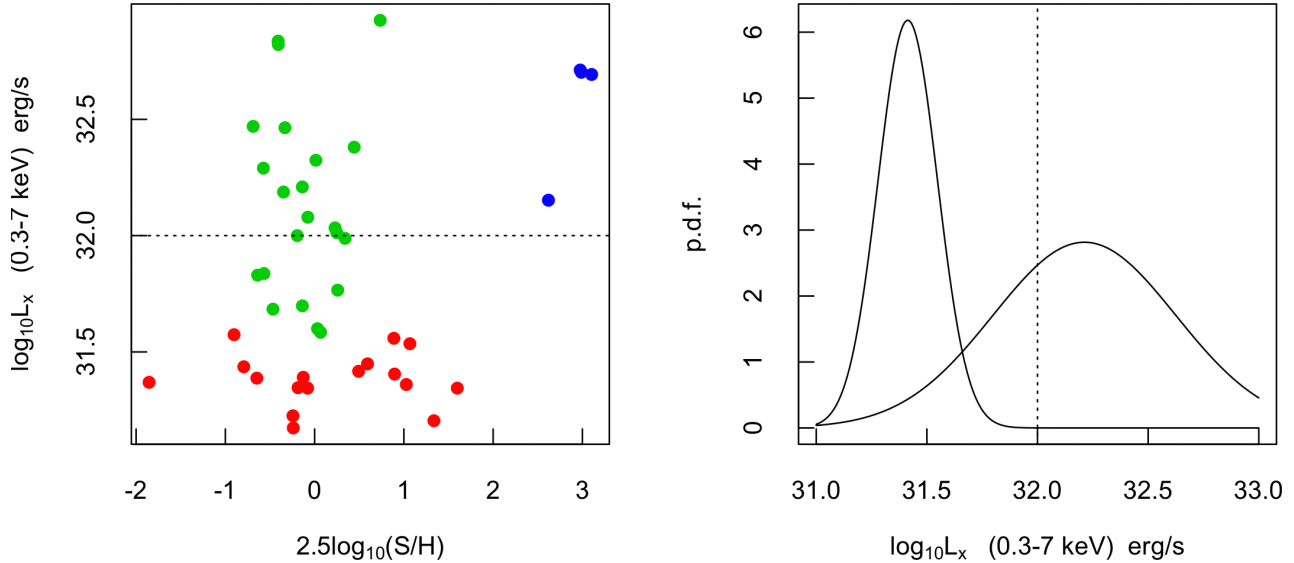 log₁₀Lₓ (0.3-7 keV) erg/s
32.5
32.0
31.5
-2 -1 0 1 2 3
2.5log₁₀(S/H)
p.d.f.
6
5
4
3
2
1
0
31.0 31.5 32.0 32.5 33.0
log₁₀Lₓ (0.3-7 keV) erg/s